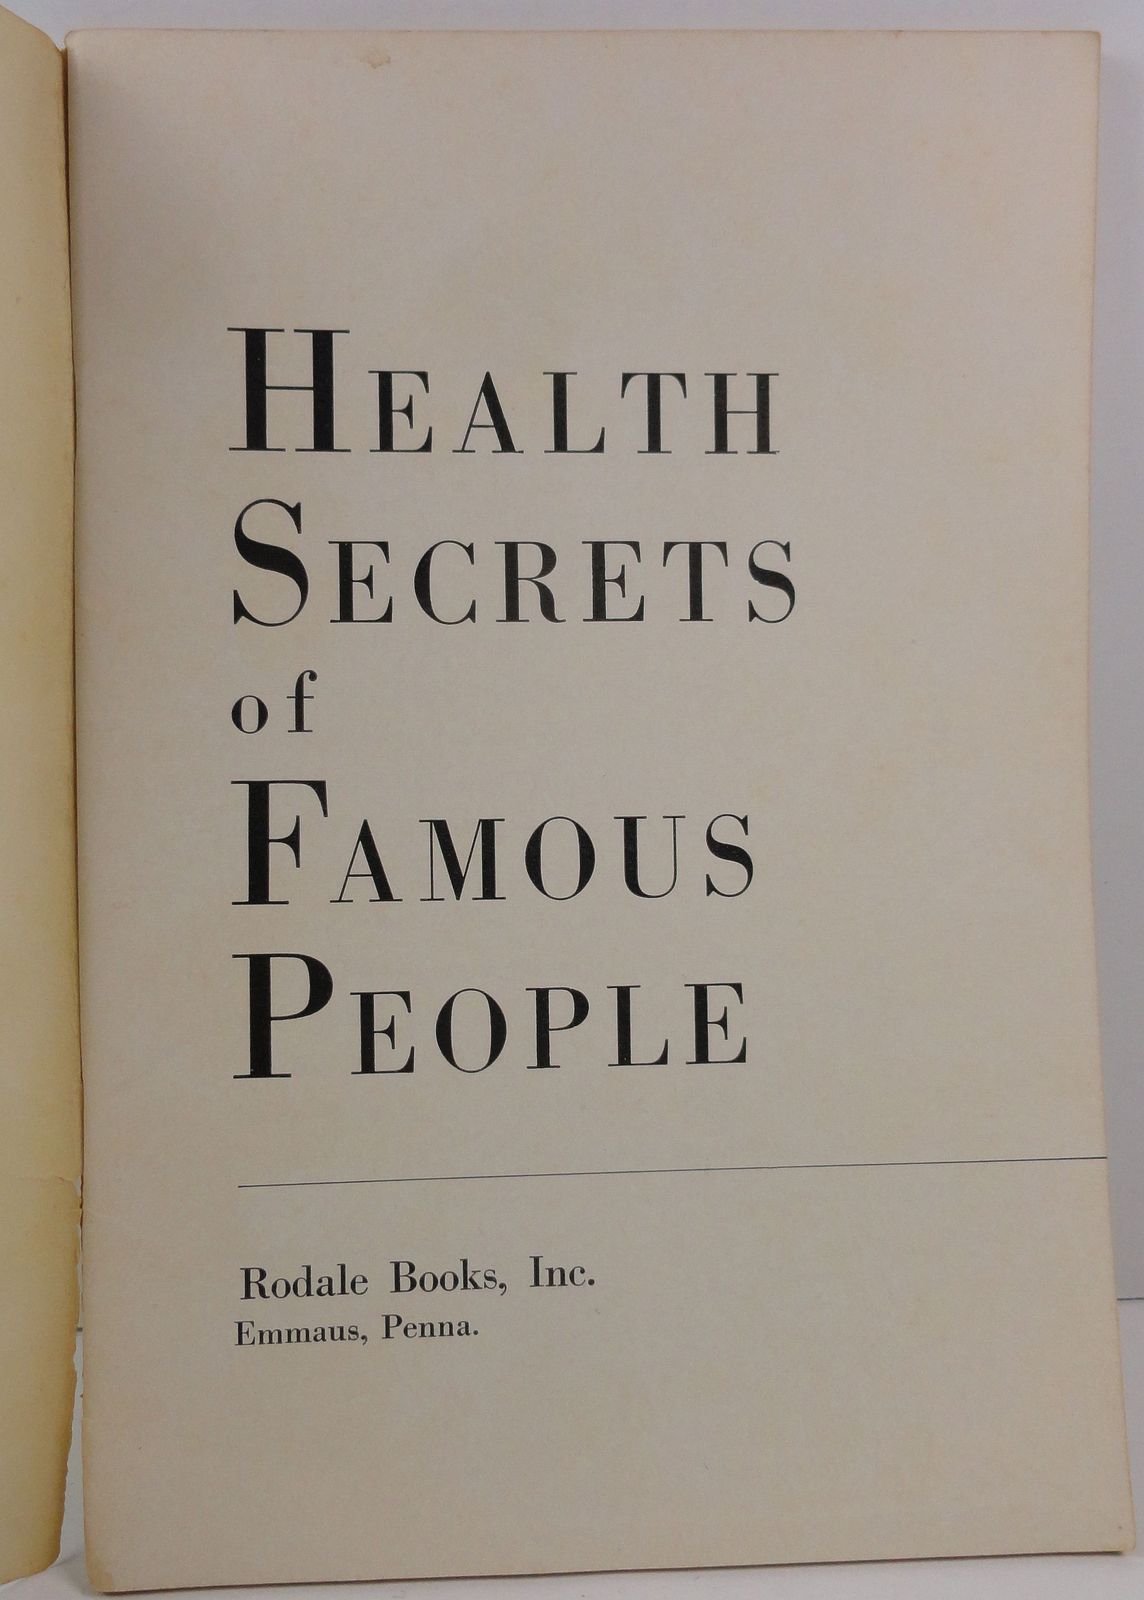 HEALTH
SECRETS
of
FAMOUS
PEOPLE
Rodale Books, Inc.
Emmaus, Penna.